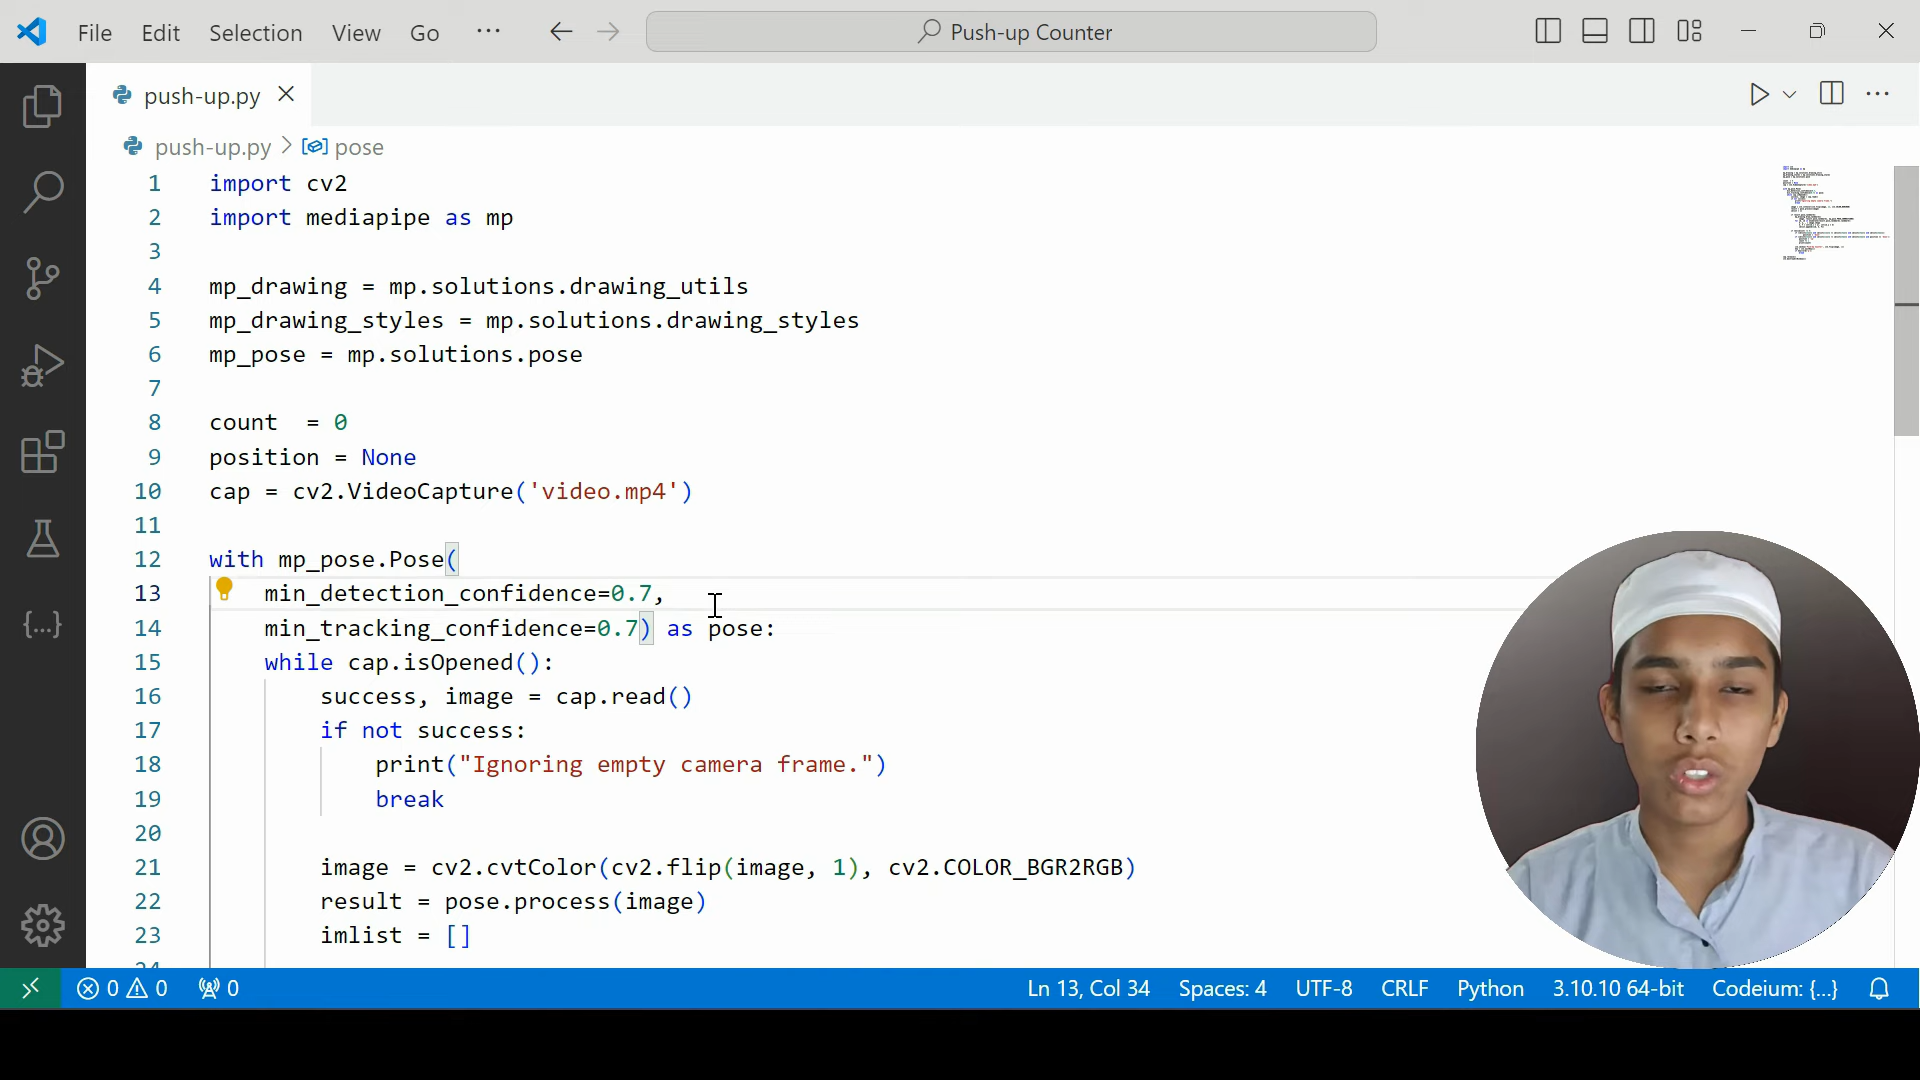 File Edit Selection View Go ··· Push-up Counter
push-up.py
push-up.py > pose
1 import cv2
2 import mediapipe as mp
3
4 mp_drawing = mp.solutions.drawing_utils
5 mp_drawing_styles = mp.solutions.drawing_styles
6 mp_pose = mp.solutions.pose
7
8 count  = 0
9 position = None
10 cap = cv2.VideoCapture('video.mp4')
11
12 with mp_pose.Pose(
13     min_detection_confidence=0.7,
14     min_tracking_confidence=0.7) as pose:
15     while cap.isOpened():
16         success, image = cap.read()
17         if not success:
18             print("Ignoring empty camera frame.")
19             break
20
21         image = cv2.cvtColor(cv2.flip(image, 1), cv2.COLOR_BGR2RGB)
22         result = pose.process(image)
23         imlist = []
0 0 0 Ln 13, Col 34 Spaces: 4 UTF-8 CRLF Python 3.10.10 64-bit Codeium: {...}